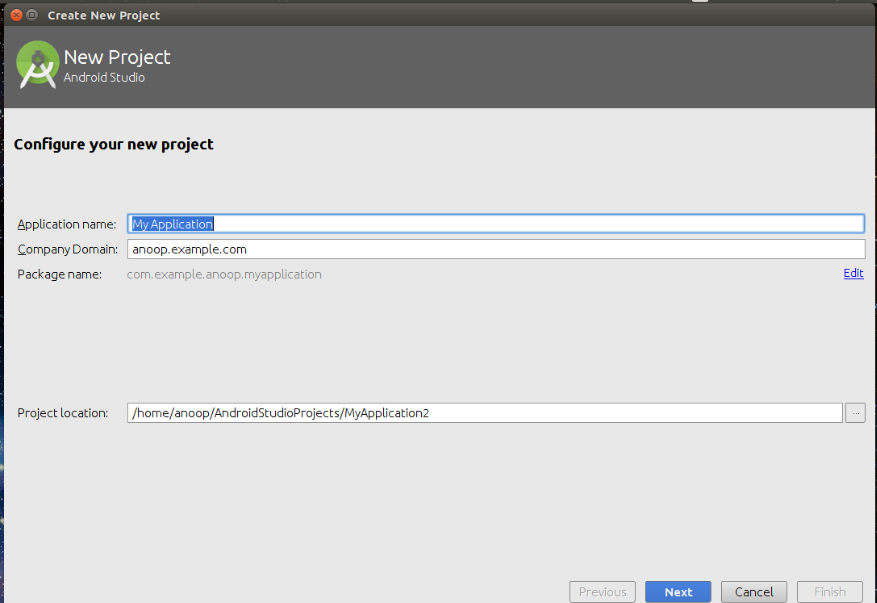 Create New Project
New Project
Android Studio
Configure your new project
Application name: My Application
Company Domain: anoop.example.com
Package name: com.example.anoop.myapplication Edit
Project location: /home/anoop/AndroidStudioProjects/MyApplication2 ...
Previous Next Cancel Finish